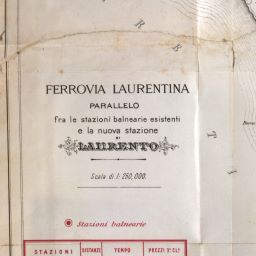 FERROVIA LAURENTINA
PARALLELO
fra le stazioni balnearie esistenti
e la nuova stazione
DI
LAURENTO
Scala di 1: 250,000.
Stazioni balnearie
STAZIONI DISTANZE TEMPO PREZZI 3ª CLª
R
B
T
I